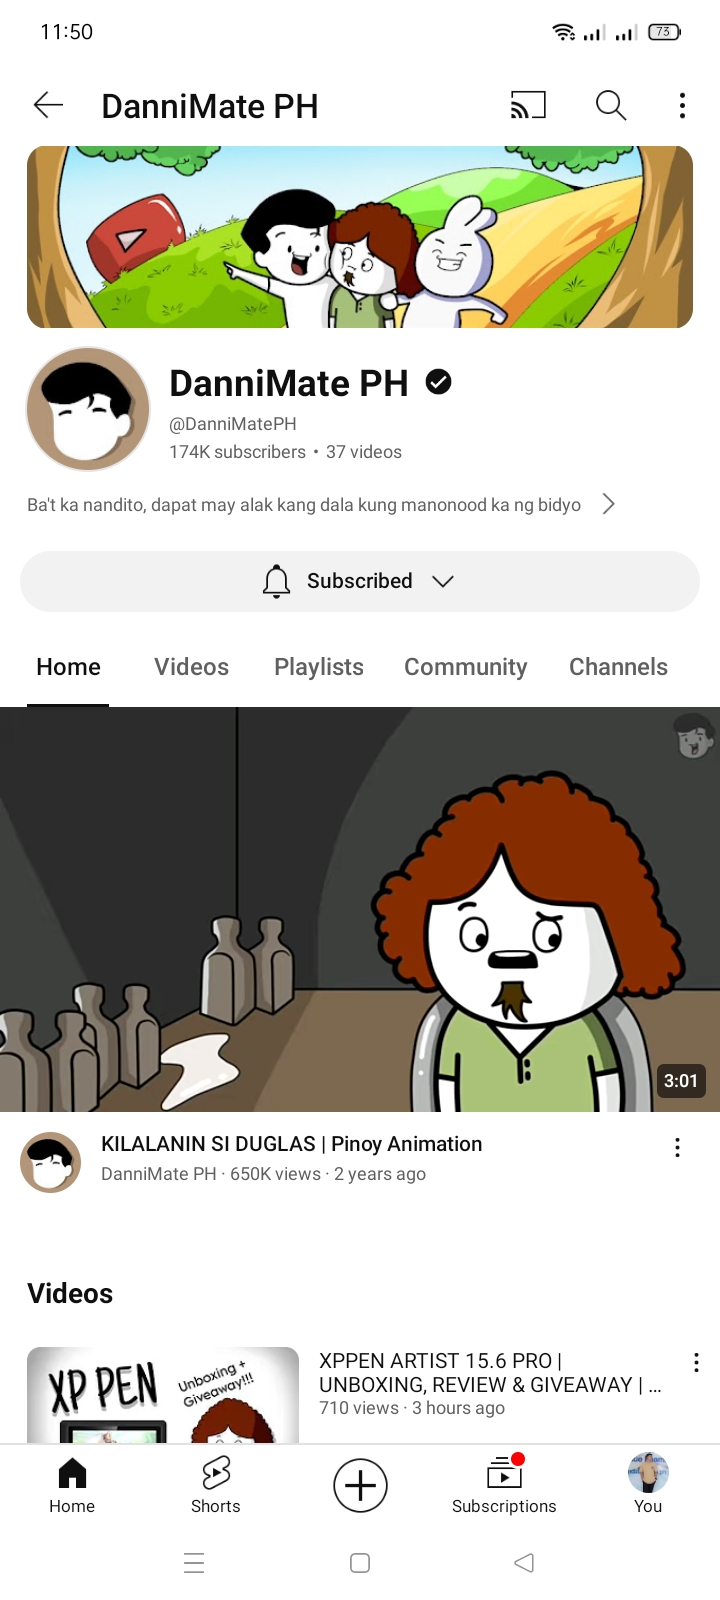 11:50
73
DanniMate PH
DanniMate PH
@DanniMatePH
174K subscribers • 37 videos
Ba't ka nandito, dapat may alak kang dala kung manonood ka ng bidyo
Subscribed
Home Videos Playlists Community Channels
3:01
KILALANIN SI DUGLAS | Pinoy Animation
DanniMate PH · 650K views · 2 years ago
Videos
XP PEN
Unboxing +
Giveaway!!!
XPPEN ARTIST 15.6 PRO |
UNBOXING, REVIEW & GIVEAWAY | ...
710 views · 3 hours ago
Home Shorts Subscriptions You